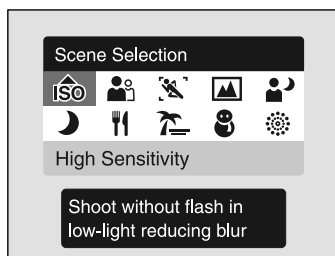 Scene Selection
ISO
High Sensitivity
Shoot without flash in
low-light reducing blur